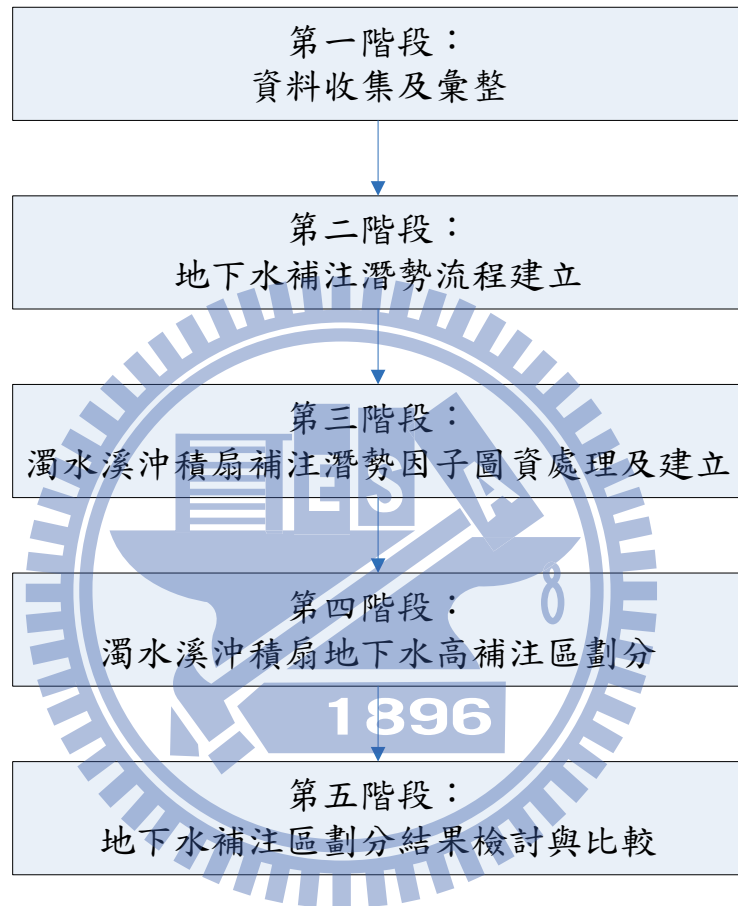 第一階段：
資料收集及彙整
第二階段：
地下水補注潛勢流程建立
第三階段：
濁水溪沖積扇補注潛勢因子圖資處理及建立
ES
A
第四階段：
濁水溪沖積扇地下水高補注區劃分
8
1896
第五階段：
地下水補注區劃分結果檢討與比較